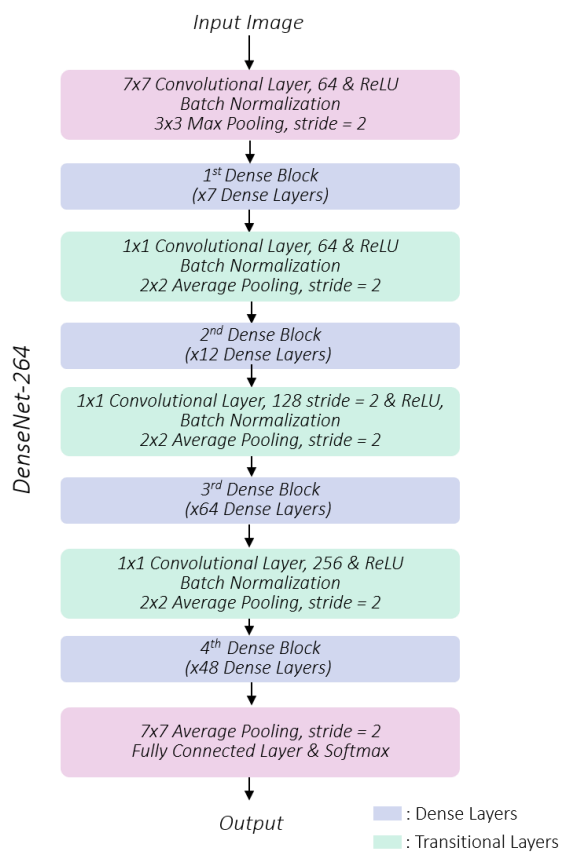 Input Image
7x7 Convolutional Layer, 64 & ReLU
Batch Normalization
3x3 Max Pooling, stride = 2
1st Dense Block
(x7 Dense Layers)
1x1 Convolutional Layer, 64 & ReLU
Batch Normalization
2x2 Average Pooling, stride = 2
2nd Dense Block
(x12 Dense Layers)
1x1 Convolutional Layer, 128 stride = 2 & ReLU,
Batch Normalization
2x2 Average Pooling, stride = 2
DenseNet-264
3rd Dense Block
(x64 Dense Layers)
1x1 Convolutional Layer, 256 & ReLU
Batch Normalization
2x2 Average Pooling, stride = 2
4th Dense Block
(x48 Dense Layers)
7x7 Average Pooling, stride = 2
Fully Connected Layer & Softmax
Output
: Dense Layers
: Transitional Layers